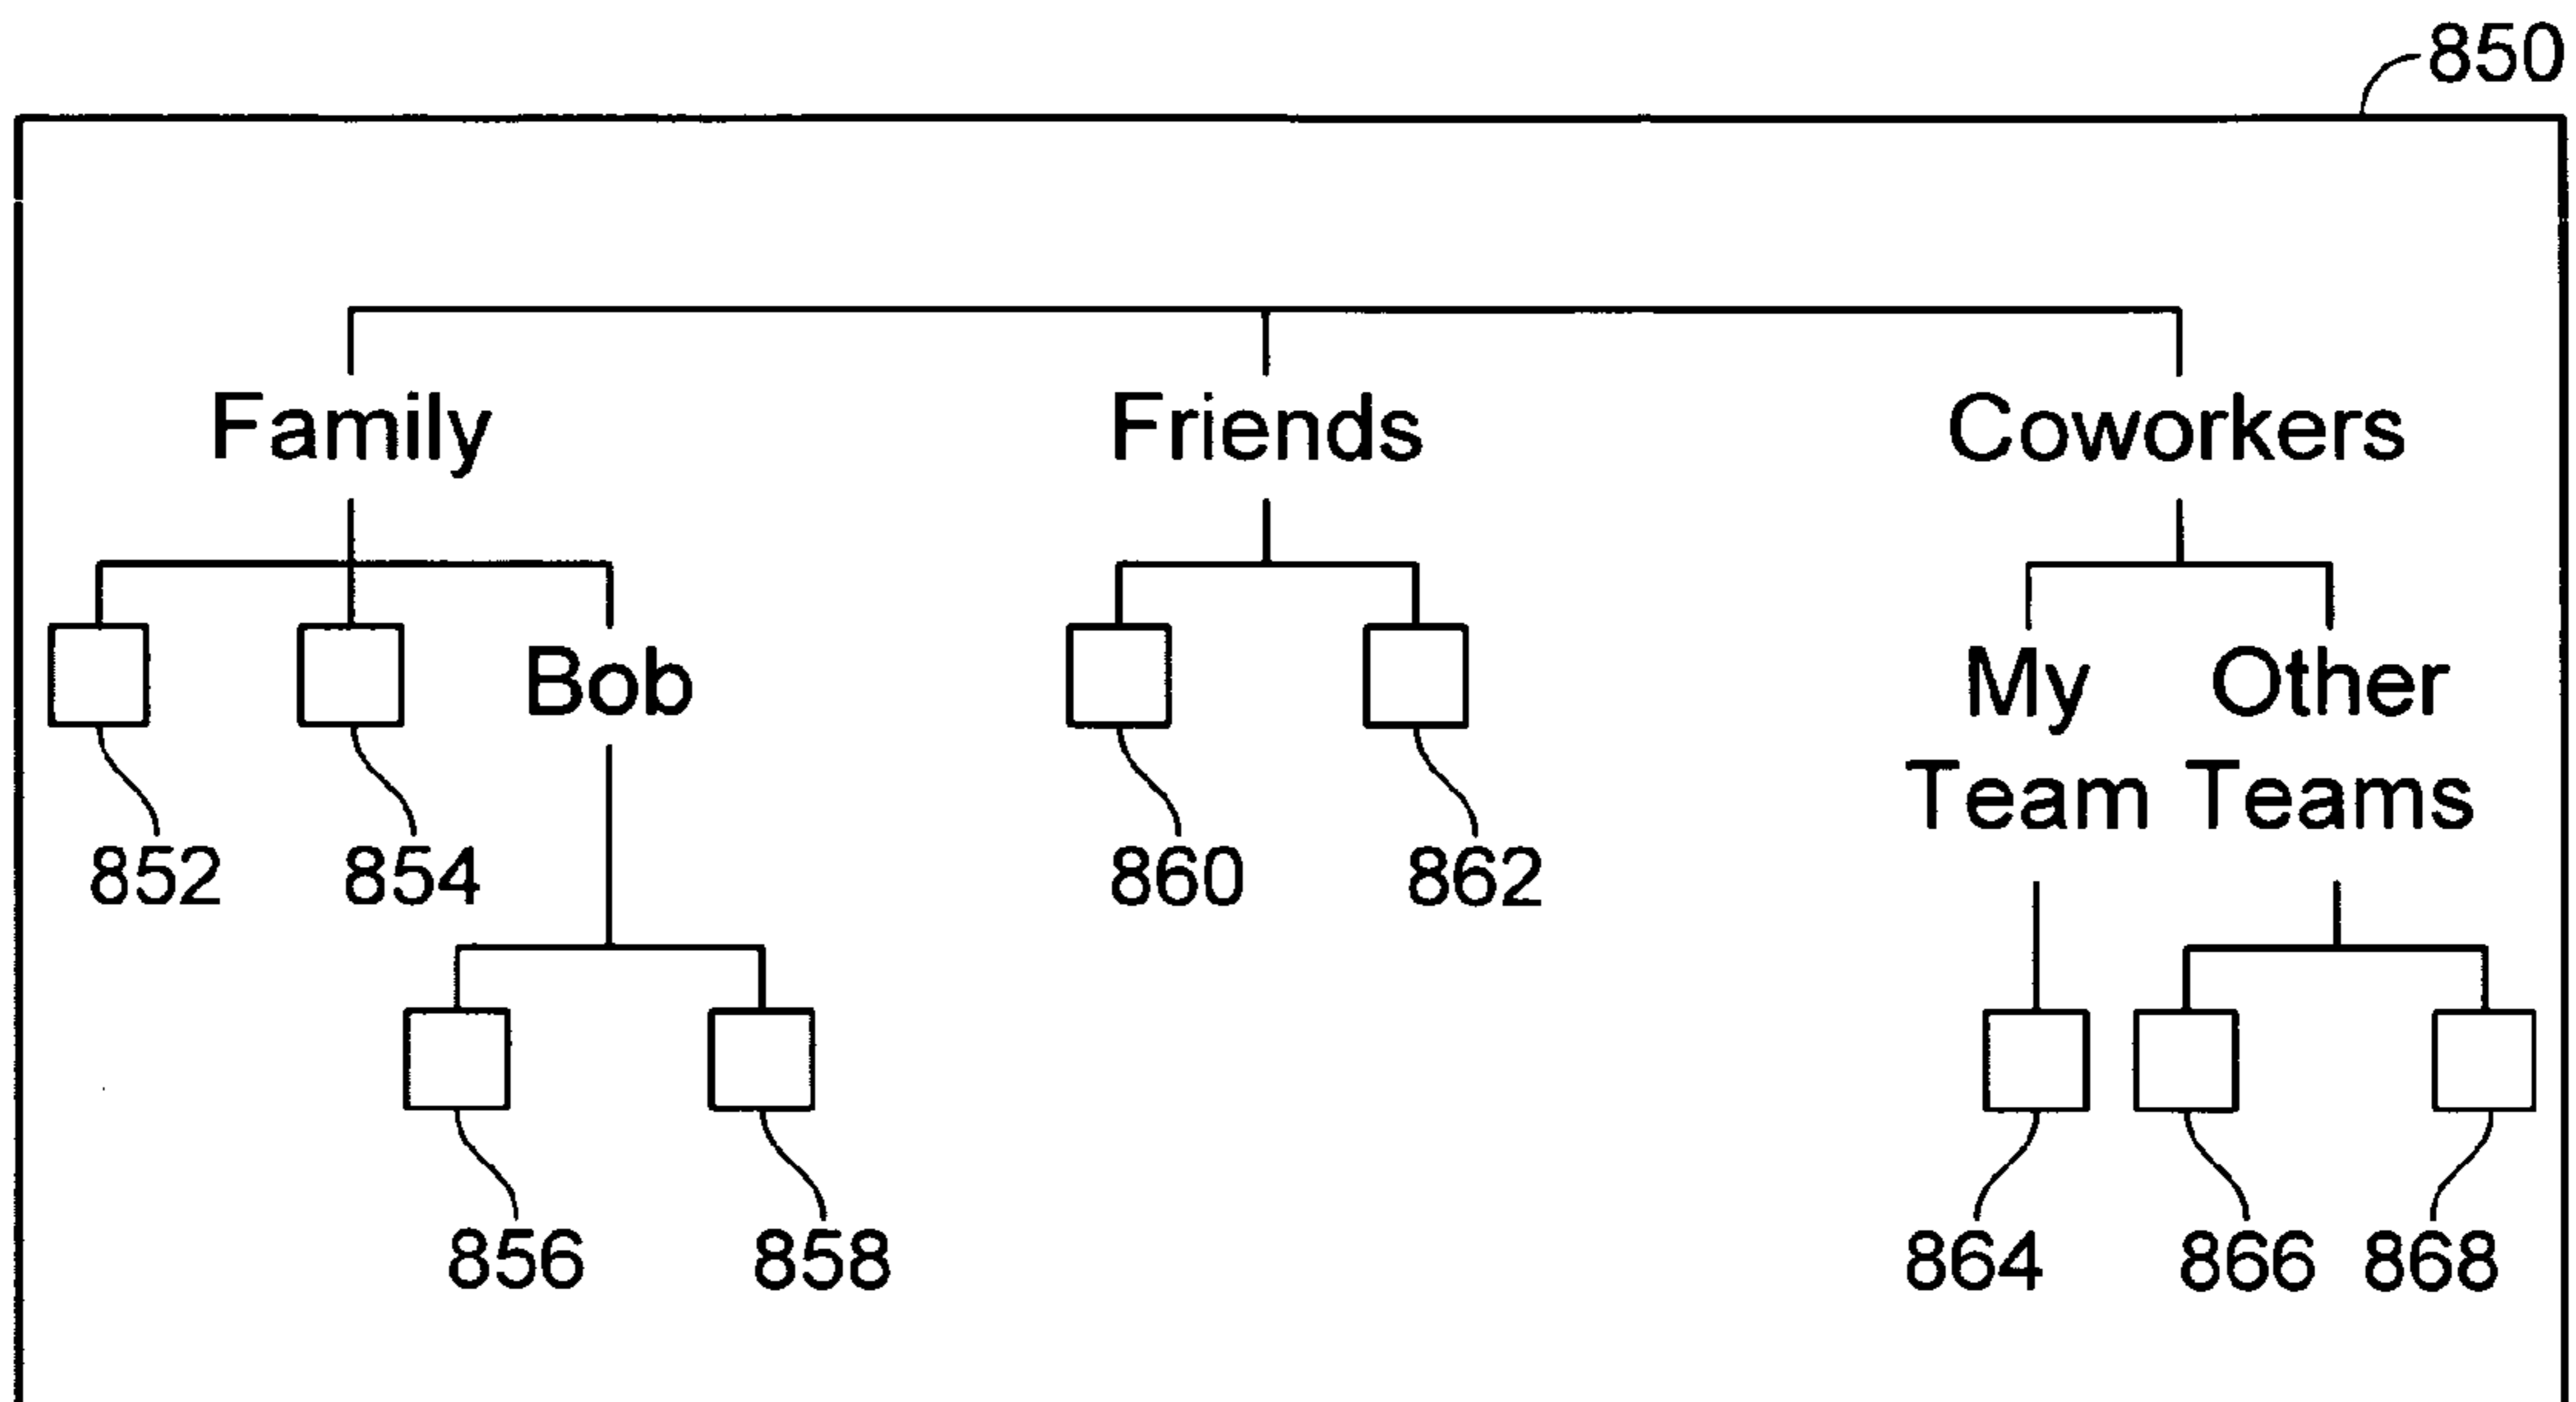 850
Family Friends Coworkers
Bob My Other
Team Teams
852 854 860 862
856 858 864 866 868